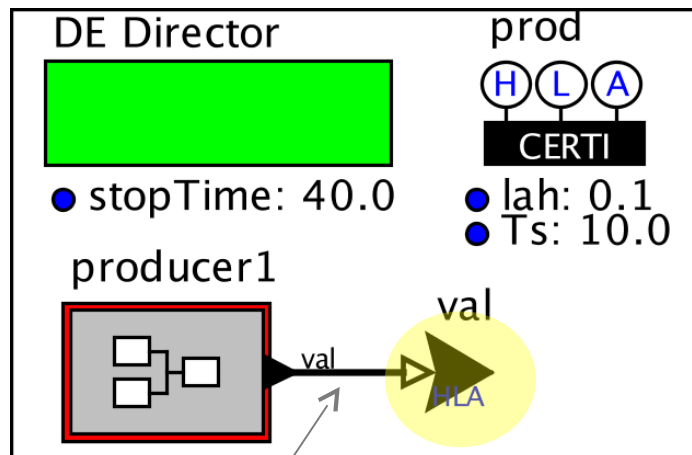 DE Director
prod
H L A
CERTI
stopTime: 40.0
lah: 0.1
Ts: 10.0
producer1
val
val
HLA